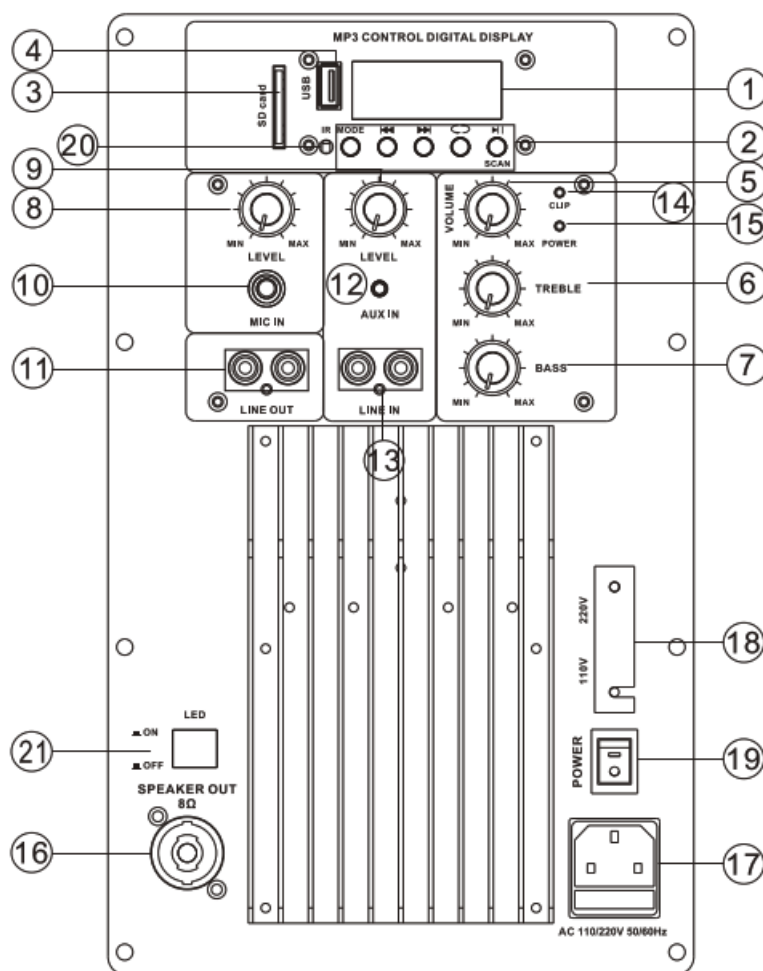 MP3 CONTROL DIGITAL DISPLAY
4
3
USB
SD card
1
20
IR
MODE
SCAN
2
9
8
MIN
MAX
LEVEL
MIN
MAX
LEVEL
VOLUME
MIN
MAX
CLIP
POWER
5
14
15
10
MIC IN
12
AUX IN
MIN
MAX
TREBLE
6
11
LINE OUT
LINE IN
13
BASS
MIN
MAX
7
220V
110V
18
LED
ON
OFF
21
POWER
19
SPEAKER OUT
8Ω
16
17
AC 110/220V 50/60Hz